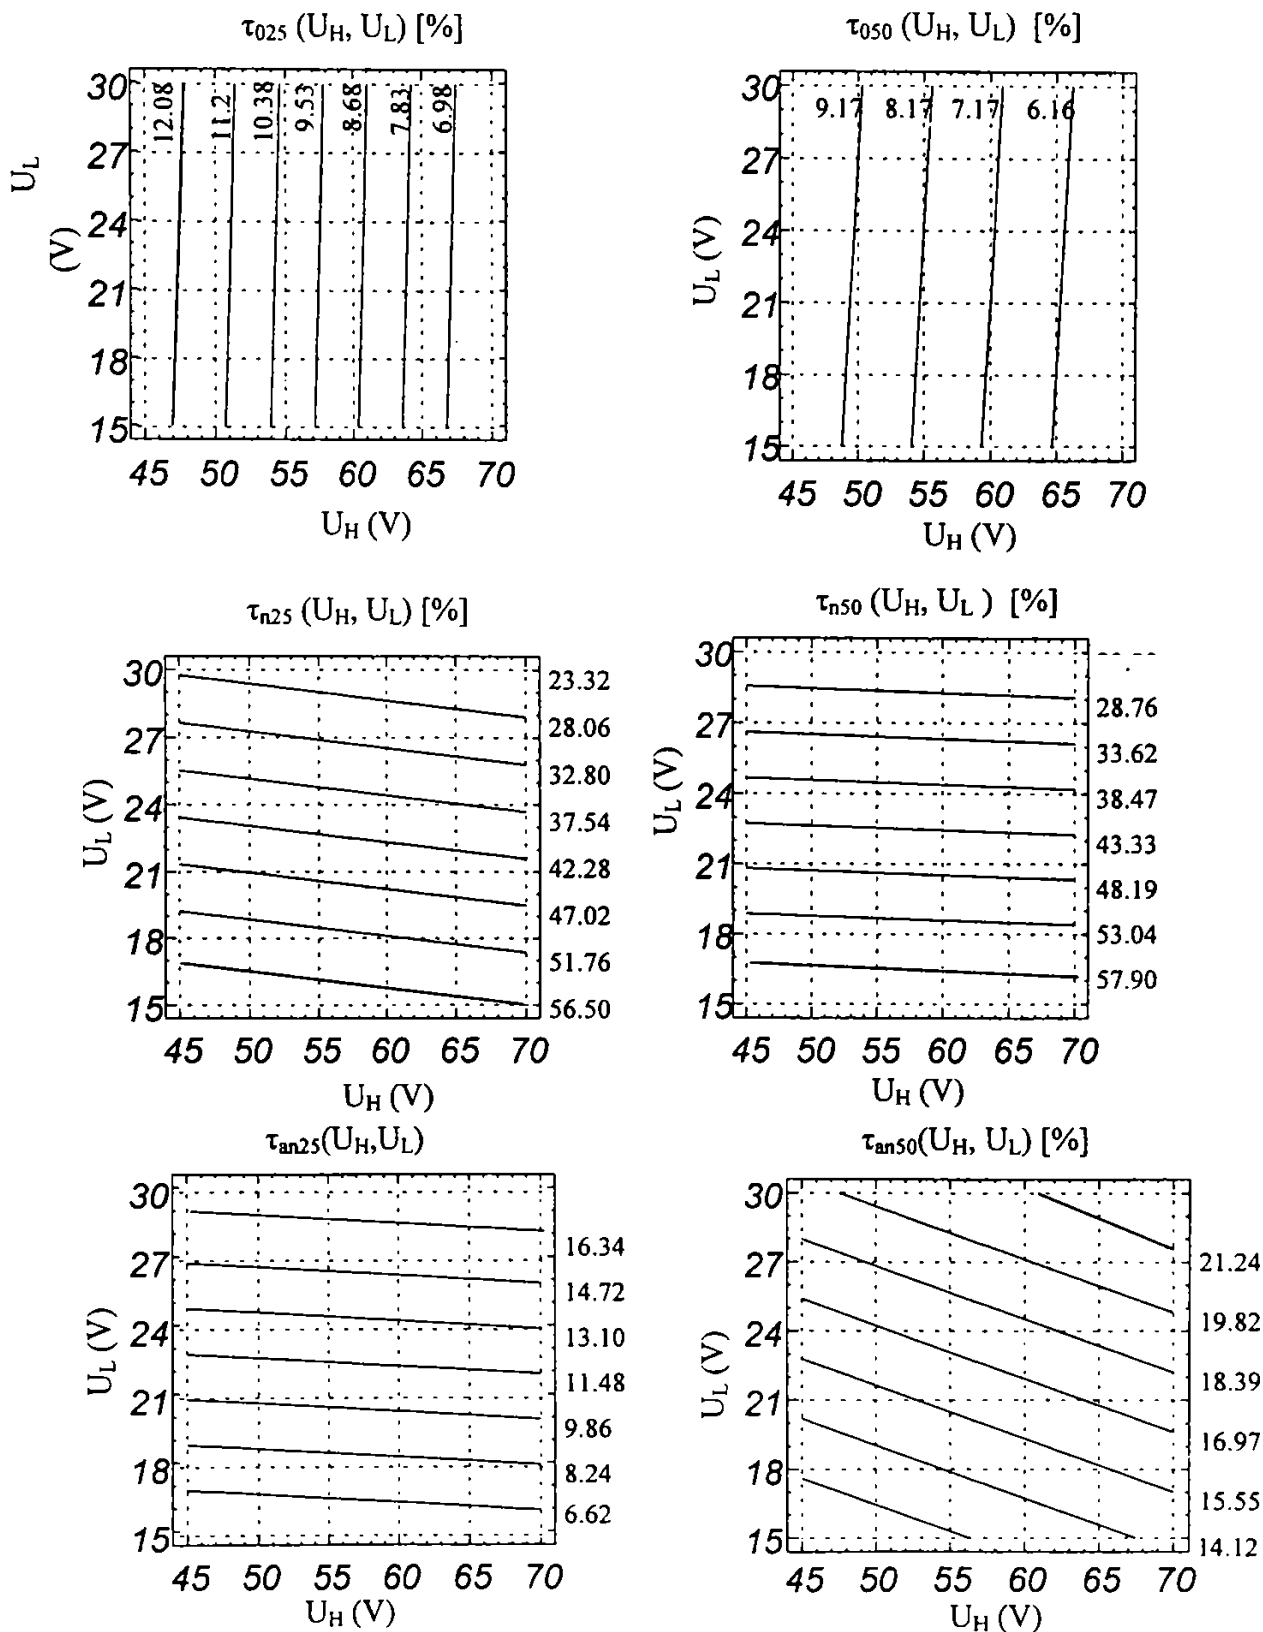 τ025 (UH, UL) [%]
30
27
24
21
18
15
UL
(V)
12.08
11.2
10.38
9.53
8.68
7.83
6.98
45 50 55 60 65 70
UH (V)
τ050 (UH, UL) [%]
30
27
24
21
18
15
UL (V)
9.17 8.17 7.17 6.16
45 50 55 60 65 70
UH (V)
τn25 (UH, UL) [%]
30
27
24
21
18
15
UL (V)
23.32
28.06
32.80
37.54
42.28
47.02
51.76
56.50
45 50 55 60 65 70
UH (V)
τn50 (UH, UL ) [%]
30
27
24
21
18
15
UL (V)
28.76
33.62
38.47
43.33
48.19
53.04
57.90
45 50 55 60 65 70
UH (V)
τan25(UH,UL)
30
27
24
21
18
15
UL (V)
16.34
14.72
13.10
11.48
9.86
8.24
6.62
45 50 55 60 65 70
UH (V)
τan50(UH, UL) [%]
30
27
24
21
18
15
UL (V)
21.24
19.82
18.39
16.97
15.55
14.12
45 50 55 60 65 70
UH (V)